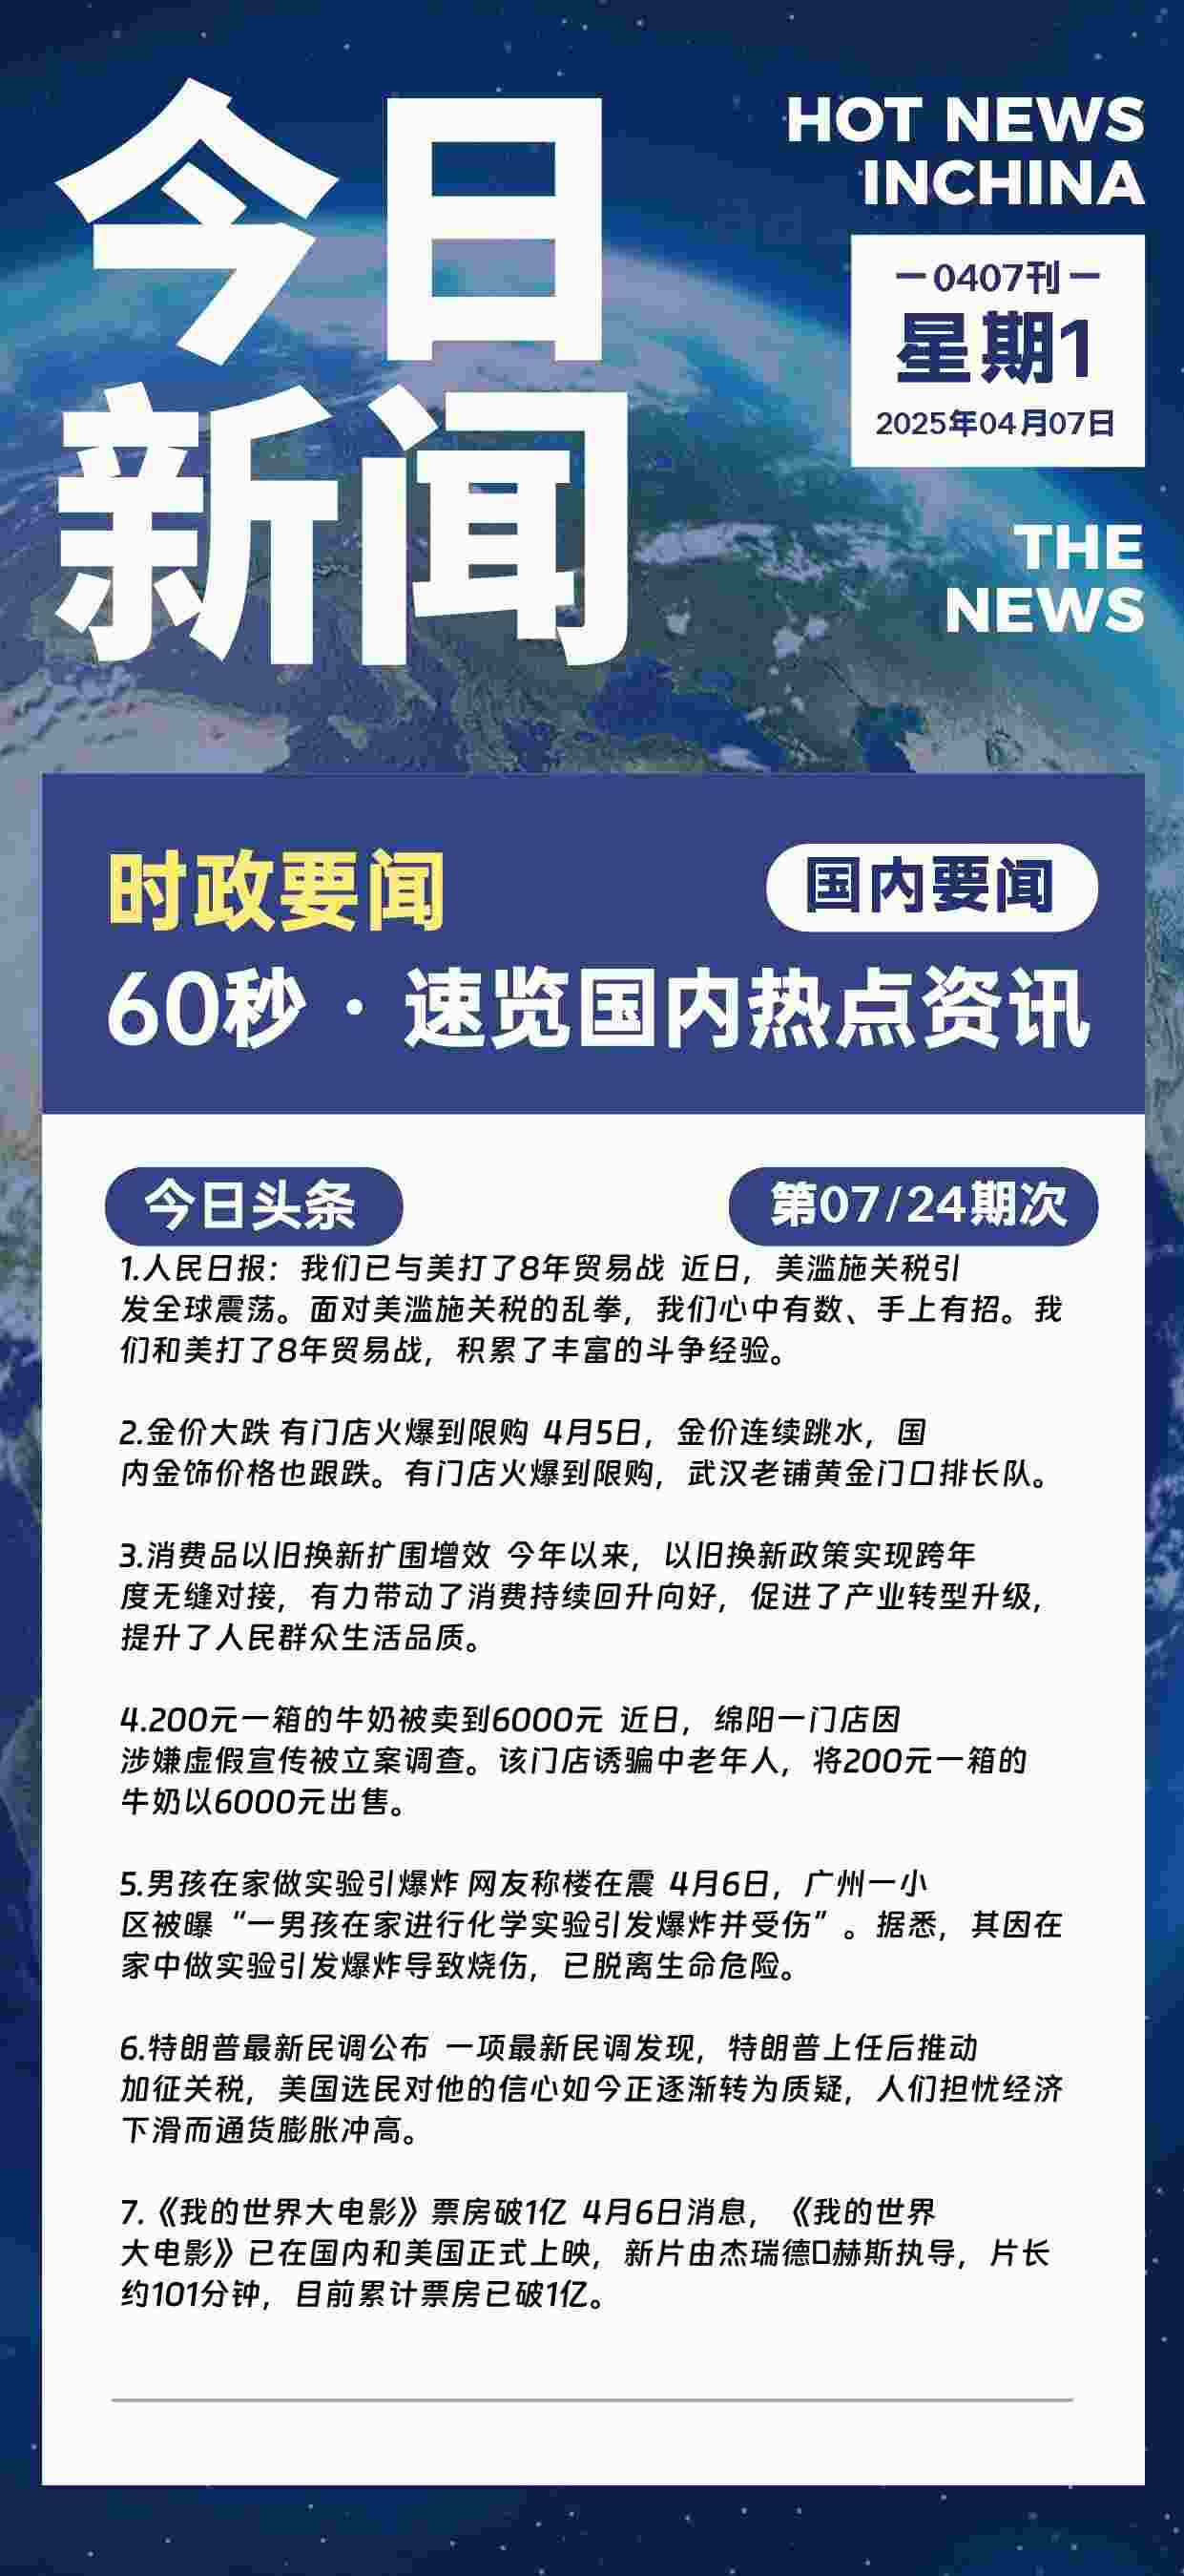 今日
新闻
HOT NEWS
INCHINA
0407刊
星期1
2025年04月07日
THE
NEWS
时政要闻
国内要闻
60秒 · 速览国内热点资讯
今日头条
第07/24期次
1.人民日报：我们已与美打了8年贸易战 近日，美滥施关税引
发全球震荡。面对美滥施关税的乱拳，我们心中有数、手上有招。我
们和美打了8年贸易战，积累了丰富的斗争经验。
2.金价大跌 有门店火爆到限购 4月5日，金价连续跳水，国
内金饰价格也跟跌。有门店火爆到限购，武汉老铺黄金门口排长队。
3.消费品以旧换新扩围增效 今年以来，以旧换新政策实现跨年
度无缝对接，有力带动了消费持续回升向好，促进了产业转型升级，
提升了人民群众生活品质。
4.200元一箱的牛奶被卖到6000元 近日，绵阳一门店因
涉嫌虚假宣传被立案调查。该门店诱骗中老年人，将200元一箱的
牛奶以6000元出售。
5.男孩在家做实验引爆炸 网友称楼在震 4月6日，广州一小
区被曝“一男孩在家进行化学实验引发爆炸并受伤”。据悉，其因在
家中做实验引发爆炸导致烧伤，已脱离生命危险。
6.特朗普最新民调公布 一项最新民调发现，特朗普上任后推动
加征关税，美国选民对他的信心如今正逐渐转为质疑，人们担忧经济
下滑而通货膨胀冲高。
7.《我的世界大电影》票房破1亿 4月6日消息，《我的世界
大电影》已在国内和美国正式上映，新片由杰瑞德□赫斯执导，片长
约101分钟，目前累计票房已破1亿。